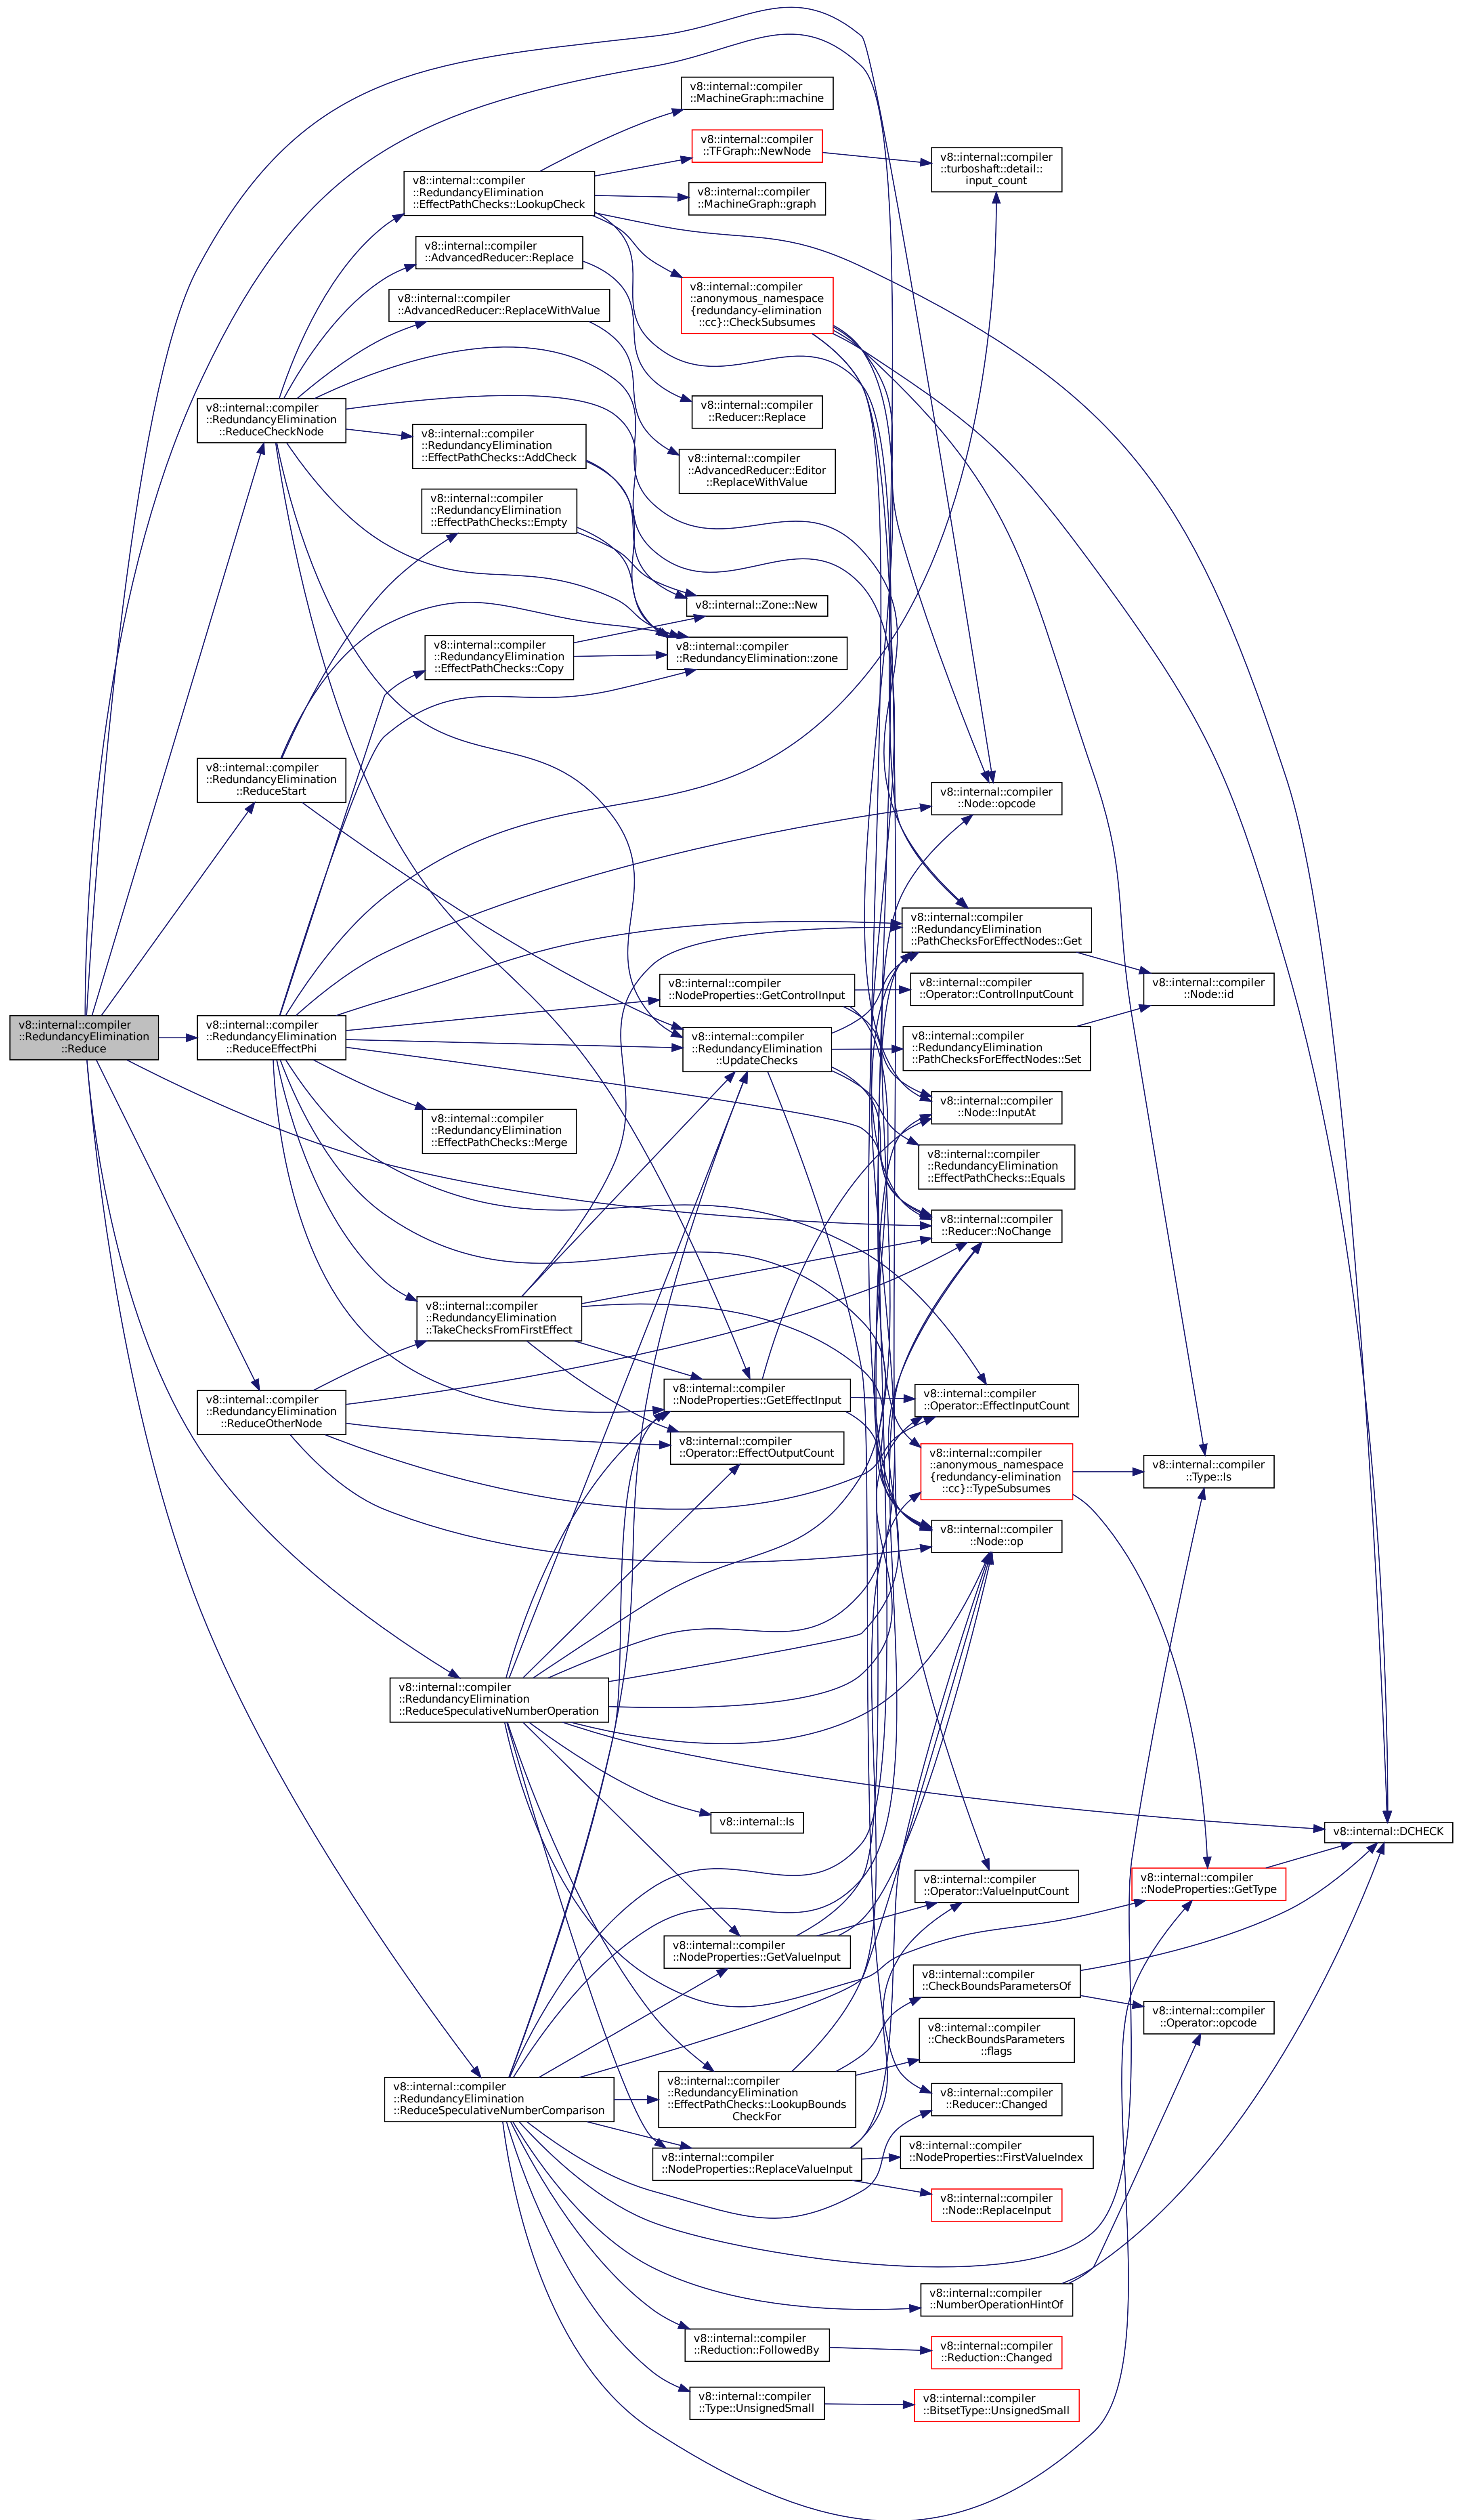 v8::internal::compiler
::RedundancyElimination
::Reduce
v8::internal::compiler
::RedundancyElimination
::ReduceCheckNode
v8::internal::compiler
::RedundancyElimination
::ReduceStart
v8::internal::compiler
::RedundancyElimination
::ReduceEffectPhi
v8::internal::compiler
::RedundancyElimination
::ReduceOtherNode
v8::internal::compiler
::RedundancyElimination
::EffectPathChecks::LookupCheck
v8::internal::compiler
::AdvancedReducer::Replace
v8::internal::compiler
::AdvancedReducer::ReplaceWithValue
v8::internal::compiler
::RedundancyElimination
::EffectPathChecks::AddCheck
v8::internal::compiler
::RedundancyElimination
::EffectPathChecks::Empty
v8::internal::compiler
::RedundancyElimination
::EffectPathChecks::Copy
v8::internal::compiler
::RedundancyElimination
::EffectPathChecks::Merge
v8::internal::compiler
::RedundancyElimination
::TakeChecksFromFirstEffect
v8::internal::compiler
::RedundancyElimination
::ReduceSpeculativeNumberOperation
v8::internal::compiler
::RedundancyElimination
::ReduceSpeculativeNumberComparison
v8::internal::compiler
::MachineGraph::machine
v8::internal::compiler
::TFGraph::NewNode
v8::internal::compiler
::MachineGraph::graph
v8::internal::compiler
::anonymous_namespace
{redundancy-elimination
::cc}::CheckSubsumes
v8::internal::compiler
::Reducer::Replace
v8::internal::compiler
::AdvancedReducer::Editor
::ReplaceWithValue
v8::internal::Zone::New
v8::internal::compiler
::RedundancyElimination::zone
v8::internal::compiler
::NodeProperties::GetControlInput
v8::internal::compiler
::RedundancyElimination
::UpdateChecks
v8::internal::compiler
::NodeProperties::GetEffectInput
v8::internal::compiler
::Operator::EffectOutputCount
v8::internal::Is
v8::internal::compiler
::NodeProperties::GetValueInput
v8::internal::compiler
::RedundancyElimination
::EffectPathChecks::LookupBounds
CheckFor
v8::internal::compiler
::NodeProperties::ReplaceValueInput
v8::internal::compiler
::Reduction::FollowedBy
v8::internal::compiler
::Type::UnsignedSmall
v8::internal::compiler
::turboshaft::detail::
input_count
v8::internal::compiler
::Node::opcode
v8::internal::compiler
::RedundancyElimination
::PathChecksForEffectNodes::Get
v8::internal::compiler
::Operator::ControlInputCount
v8::internal::compiler
::RedundancyElimination
::PathChecksForEffectNodes::Set
v8::internal::compiler
::Node::InputAt
v8::internal::compiler
::RedundancyElimination
::EffectPathChecks::Equals
v8::internal::compiler
::Reducer::NoChange
v8::internal::compiler
::Operator::EffectInputCount
v8::internal::compiler
::anonymous_namespace
{redundancy-elimination
::cc}::TypeSubsumes
v8::internal::compiler
::Node::op
v8::internal::compiler
::Operator::ValueInputCount
v8::internal::compiler
::CheckBoundsParametersOf
v8::internal::compiler
::CheckBoundsParameters
::flags
v8::internal::compiler
::Reducer::Changed
v8::internal::compiler
::NodeProperties::FirstValueIndex
v8::internal::compiler
::Node::ReplaceInput
v8::internal::compiler
::NumberOperationHintOf
v8::internal::compiler
::Reduction::Changed
v8::internal::compiler
::BitsetType::UnsignedSmall
v8::internal::compiler
::Node::id
v8::internal::compiler
::Type::Is
v8::internal::compiler
::NodeProperties::GetType
v8::internal::compiler
::Operator::opcode
v8::internal::DCHECK